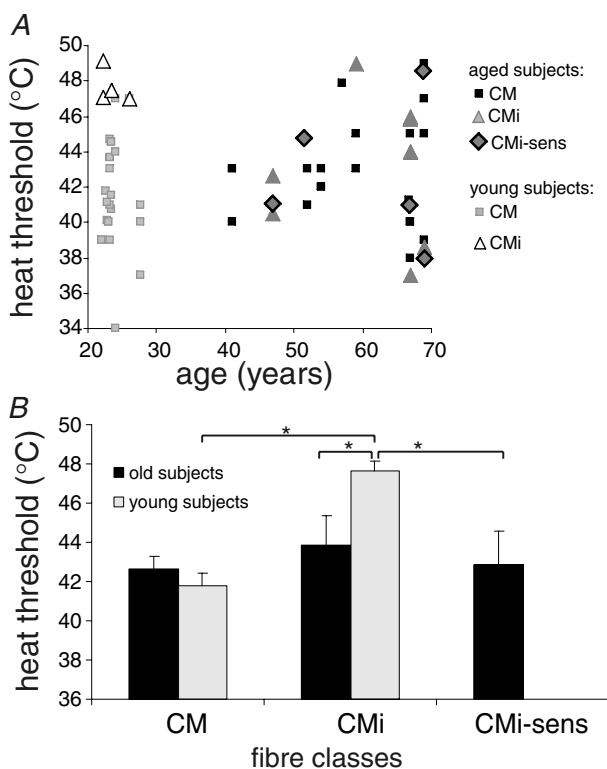 A
heat threshold (°C)
50
48
46
44
42
40
38
36
34
20 30 40 50 60 70
age (years)
aged subjects:
CM
CMi
CMi-sens
young subjects:
CM
CMi
B
heat threshold (°C)
50
48
46
44
42
40
38
36
old subjects
young subjects
*
* *
CM CMi CMi-sens
fibre classes